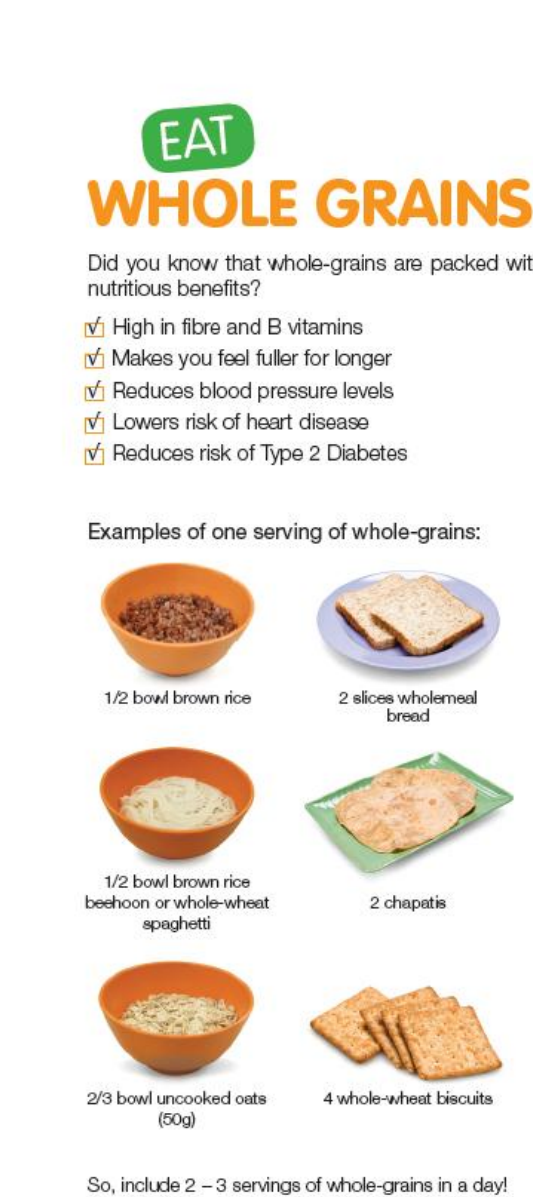 EAT
WHOLE GRAINS
Did you know that whole-grains are packed wit
nutritious benefits?
√ High in fibre and B vitamins
√ Makes you feel fuller for longer
√ Reduces blood pressure levels
√ Lowers risk of heart disease
√ Reduces risk of Type 2 Diabetes
Examples of one serving of whole-grains:
1/2 bowl brown rice
2 slices wholemeal
bread
1/2 bowl brown rice
beehoon or whole-wheat
spaghetti
2 chapatis
2/3 bowl uncooked oats
(50g)
4 whole-wheat biscuits
So, include 2 – 3 servings of whole-grains in a day!